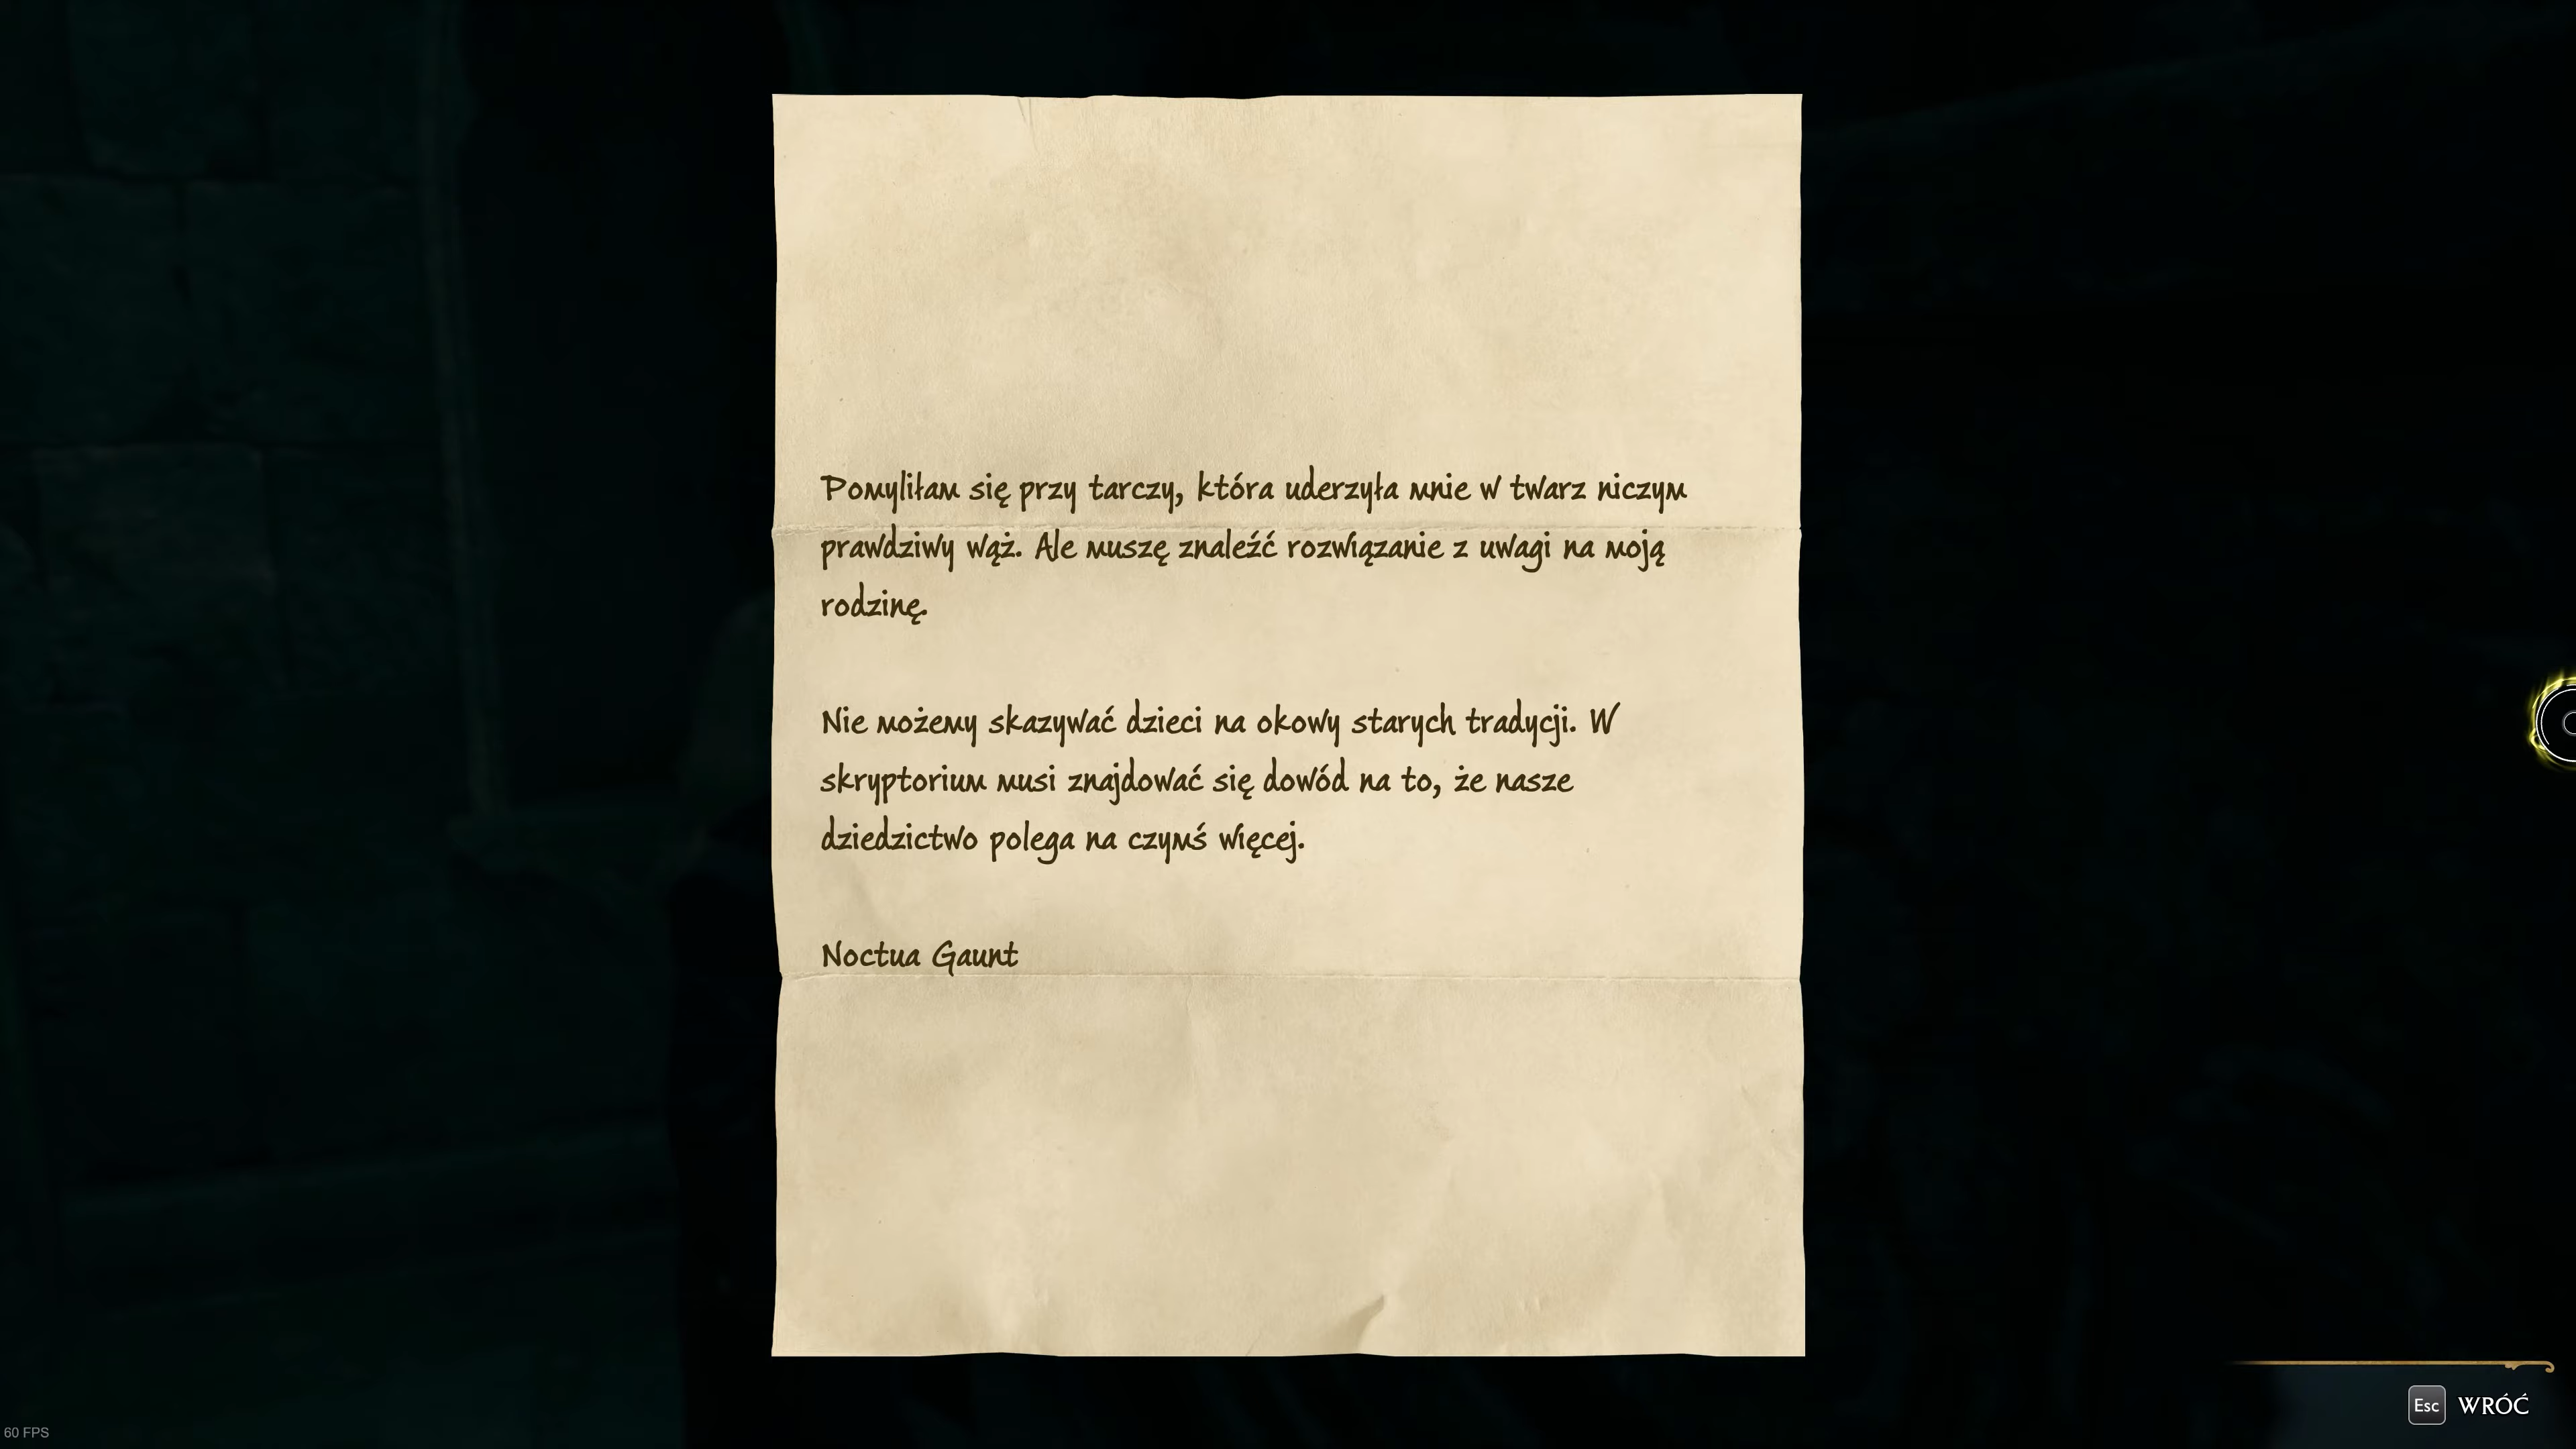 Pomyliłam się przy tarczy, która uderzyła mnie w twarz niczym
prawdziwy wąż. Ale muszę znaleźć rozwiązanie z uwagi na moją
rodzinę.
Nie możemy skazywać dzieci na okowy starych tradycji. W
skryptorium musi znajdować się dowód na to, że nasze
dziedzictwo polega na czymś więcej.
Noctua Gaunt
Esc WRÓĆ
60 FPS